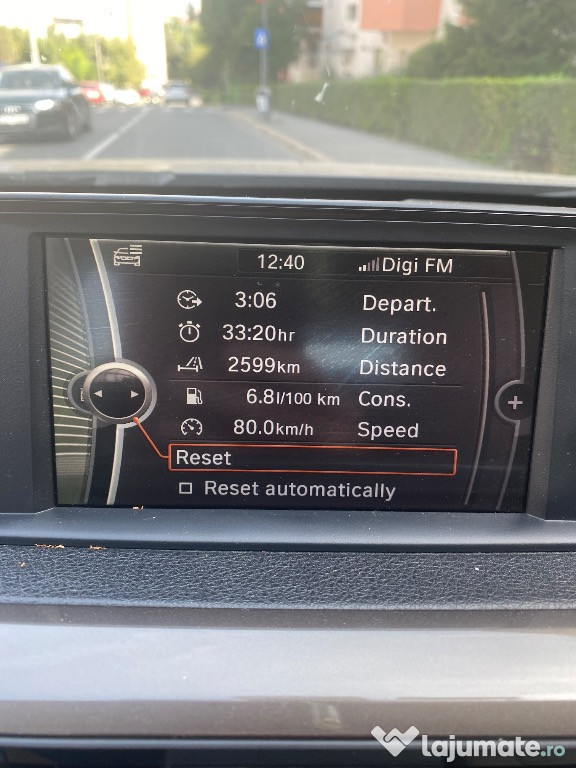 12:40 Digi FM
3:06 Depart.
33:20hr Duration
2599km Distance
6.8l/100 km Cons.
80.0km/h Speed
Reset
Reset automatically
lajumate.ro